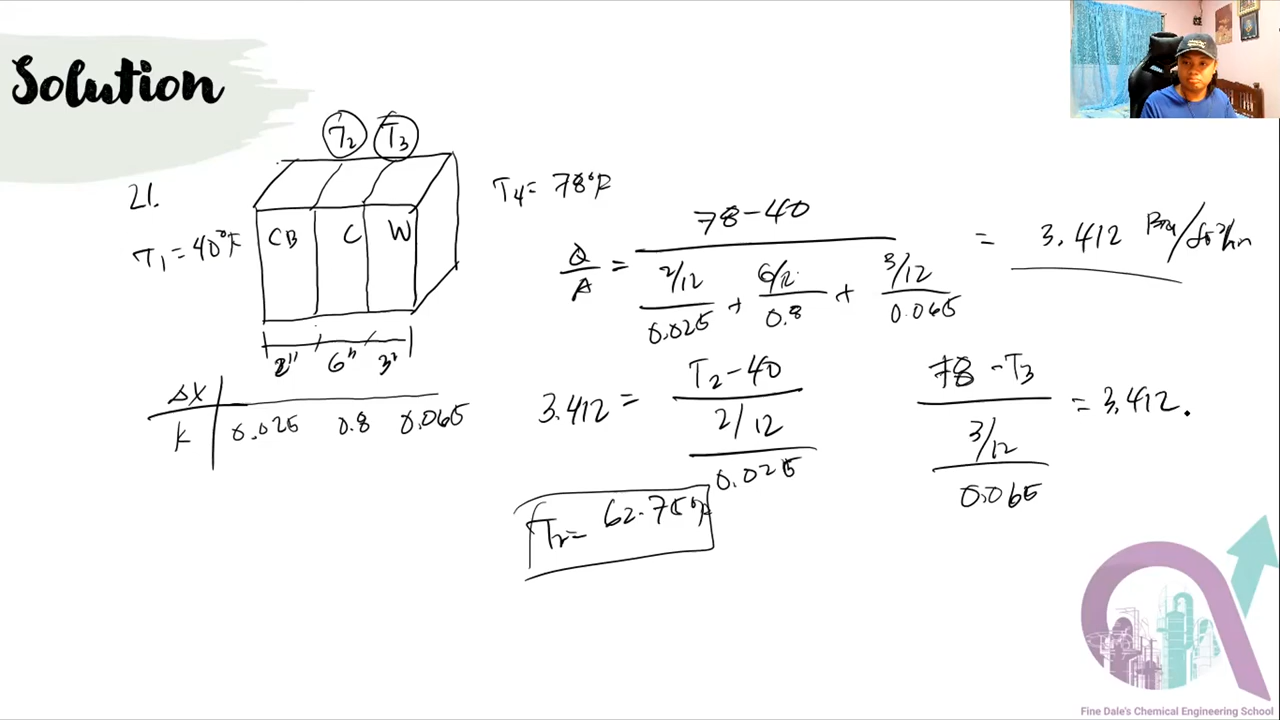 Solution
T2 T3
21.
T4 = 78°F
T1 = 40°F
CB C W
Q/A = (78-40) / ((2/12)/0.025 + (6/12)/0.8 + (3/12)/0.065) = 3.412 Btu/ft²hr
2" 6" 3"
ΔX
k 0.025 0.8 0.065
3.412 = (T2-40) / ((2/12)/0.025)
(78-T3) / ((3/12)/0.065) = 3.412.
T2 = 62.75°F
Fine Dale's Chemical Engineering School